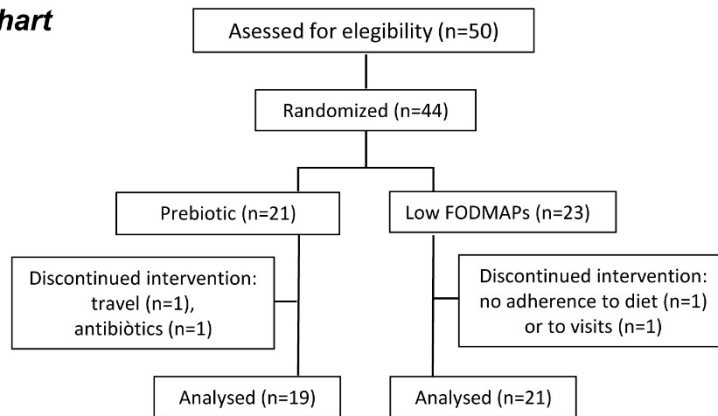 hart
Asessed for elegibility (n=50)
Randomized (n=44)
Prebiotic (n=21)
Low FODMAPs (n=23)
Discontinued intervention:
travel (n=1),
antibiòtics (n=1)
Discontinued intervention:
no adherence to diet (n=1)
or to visits (n=1)
Analysed (n=19)
Analysed (n=21)